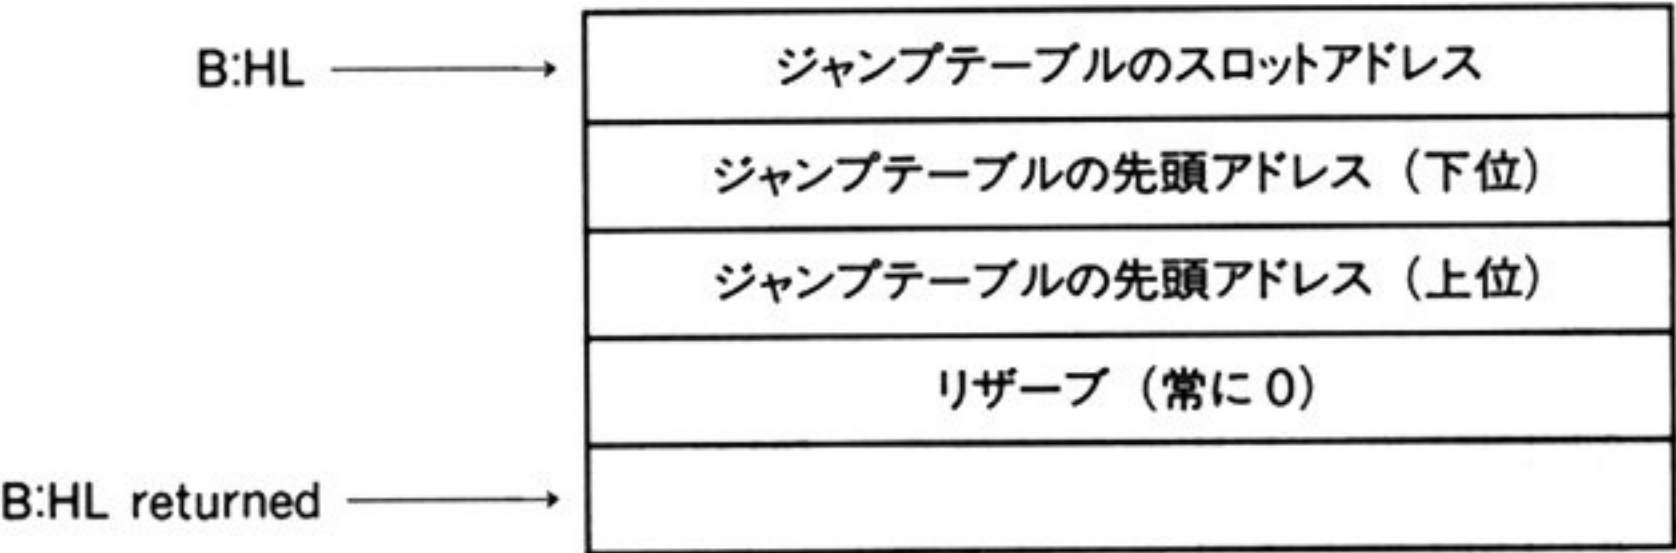 B:HL
ジャンプテーブルのスロットアドレス
ジャンプテーブルの先頭アドレス（下位）
ジャンプテーブルの先頭アドレス（上位）
リザーブ（常に0）
B:HL returned